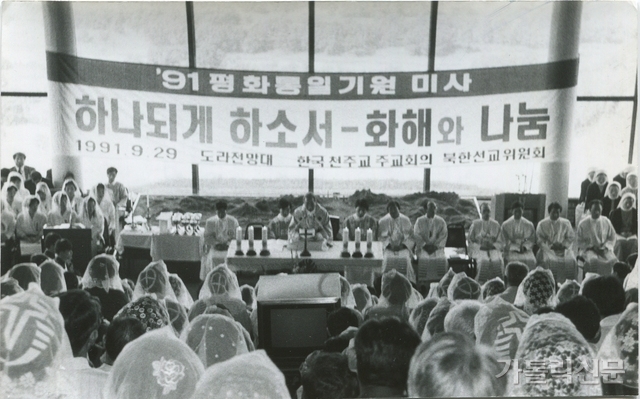 '91 평화통일기원 미사
하나되게 하소서-화해와 나눔
1991.9.29 도라전망대 한국천주교주교회의 북한선교위원회
가톨릭신문